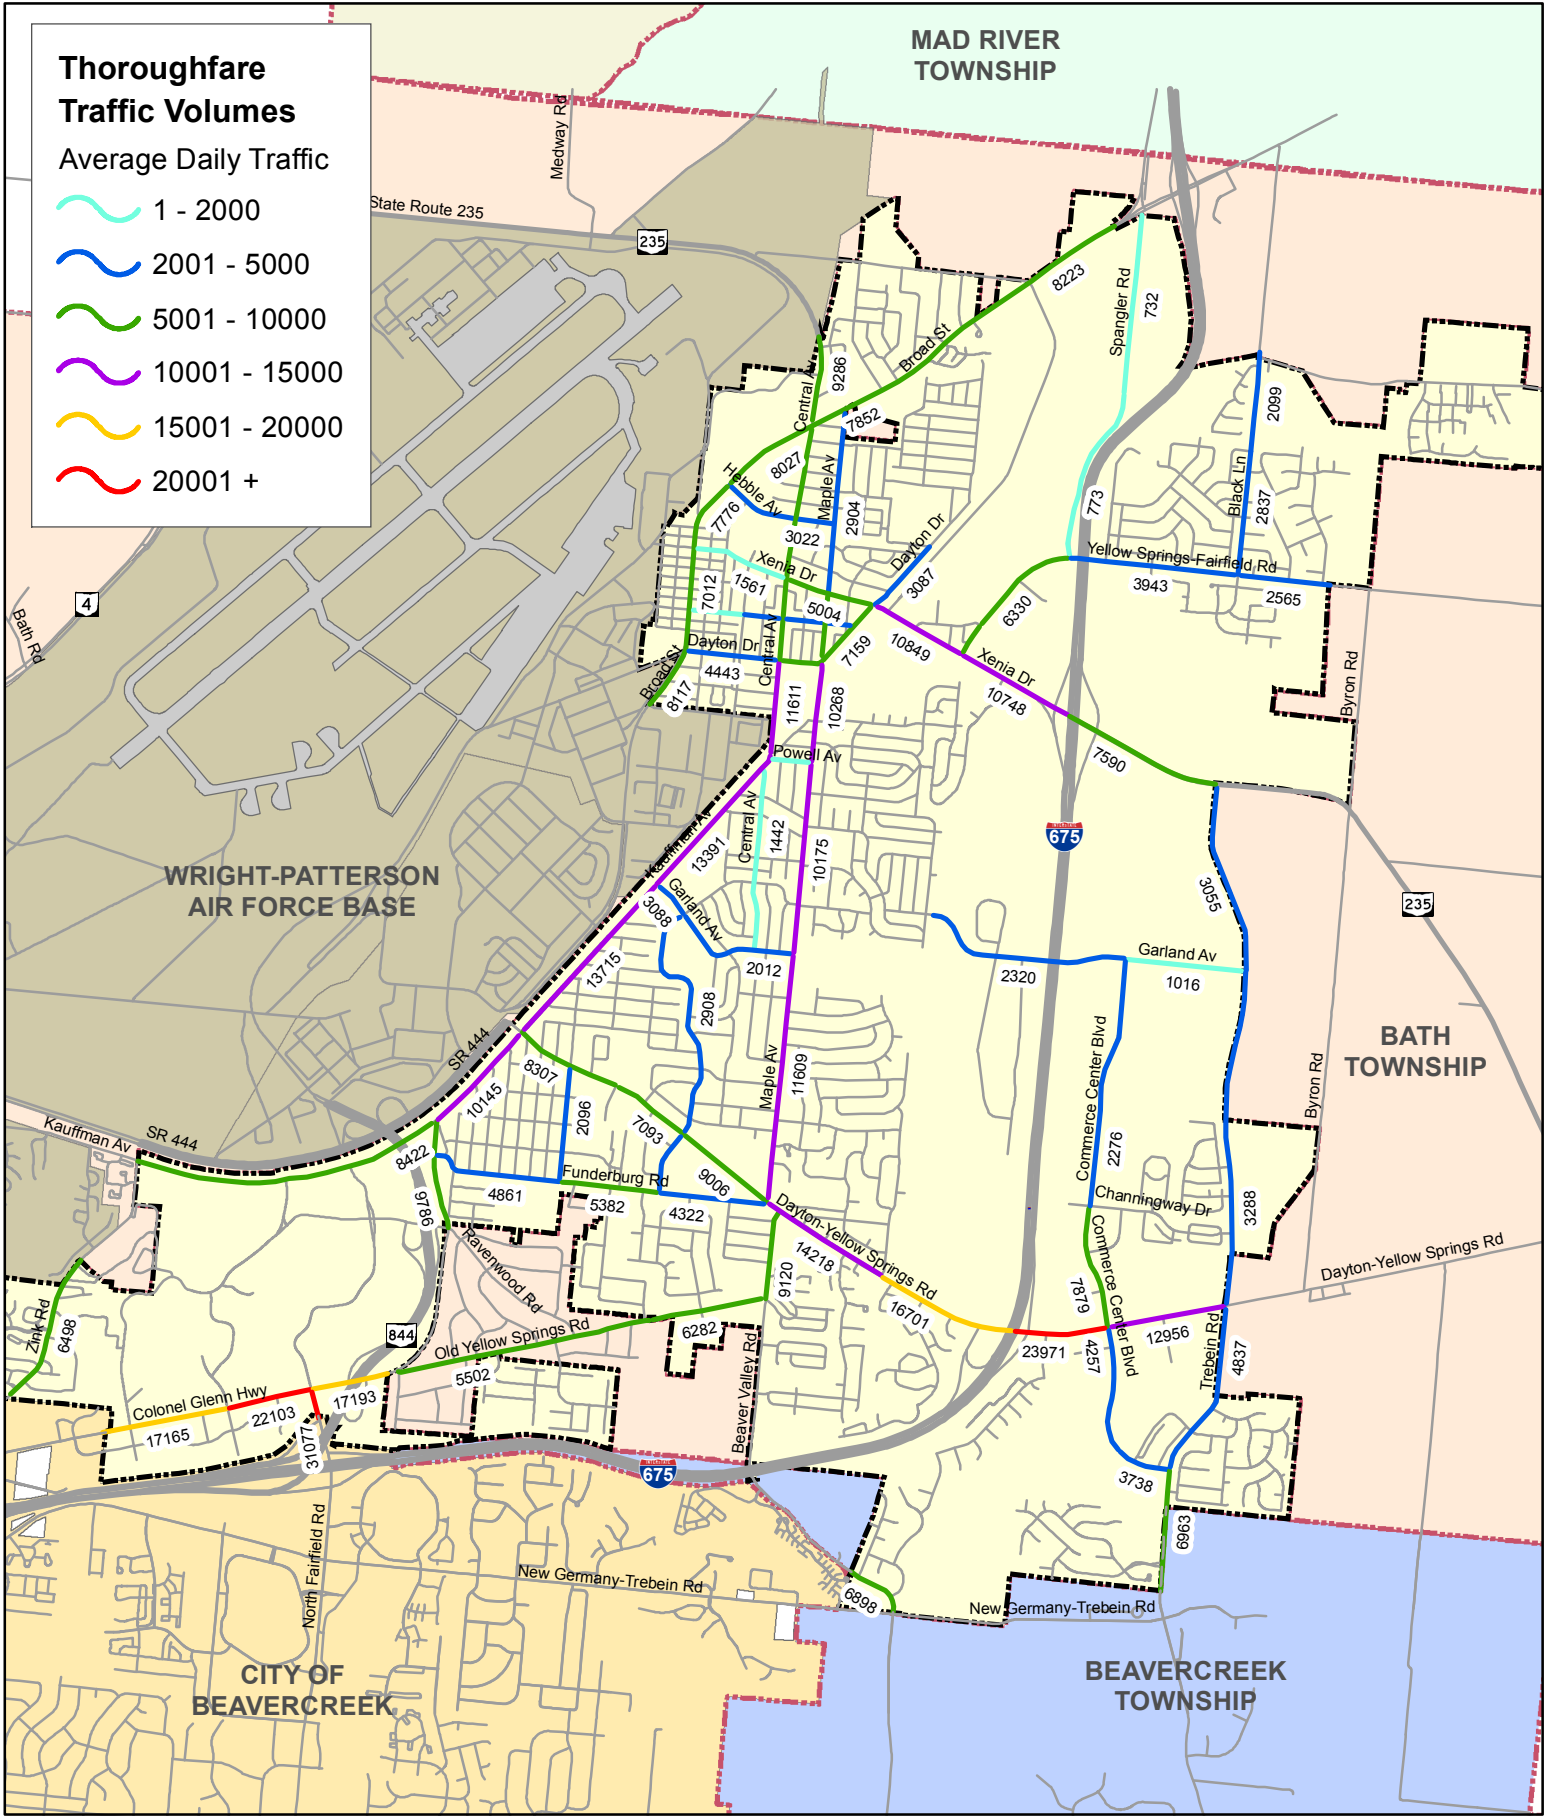 Thoroughfare
Traffic Volumes
Average Daily Traffic
1 - 2000
2001 - 5000
5001 - 10000
10001 - 15000
15001 - 20000
20001 +
MAD RIVER
TOWNSHIP
Medway Rd
State Route 235
235
8223
Spangler Rd
732
Broad St
9286
Central Av
7852
2099
8027
Hebble Av
Maple Av
Black Ln
2837
773
7776
2904
3022
Dayton Dr
Yellow Springs-Fairfield Rd
Xenia Dr
1561
7012
3087
3943
2565
4
Bath Rd
5004
6330
Central Av
Dayton Dr
7159
10849
4443
Xenia Dr
Broad St
8117
11611
10268
10748
Byron Rd
Powell Av
7590
675
Kauffman Av
13391
Central Av
1442
10175
WRIGHT-PATTERSON
AIR FORCE BASE
3088
Garland Av
3055
235
13715
2012
2320
Garland Av
1016
2908
SR 444
8307
10145
Maple Av
11609
Commerce Center Blvd
BATH
TOWNSHIP
Byron Rd
2096
7093
Kauffman Av
SR 444
8422
2276
9786
4861
Funderburg Rd
5382
4322
9006
Channingway Dr
3288
Dayton-Yellow Springs Rd
14218
Ravenwood Rd
Dayton-Yellow Springs Rd
9120
16701
7879
Commerce Center Blvd
Zink Rd
6498
844
Old Yellow Springs Rd
6282
5502
Beaver Valley Rd
23971
4257
12956
Trebein Rd
4837
Colonel Glenn Hwy
17165
22103
17193
31077
675
3738
6963
North Fairfield Rd
New Germany-Trebein Rd
6898
New Germany-Trebein Rd
CITY OF
BEAVERCREEK
BEAVERCREEK
TOWNSHIP